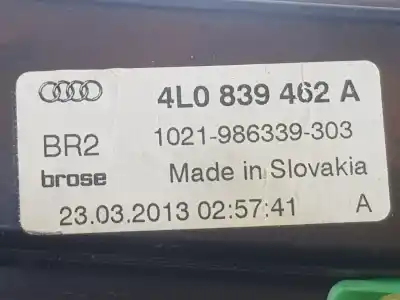 4L0 839 462 A
BR2 1021-986339-303
brose Made in Slovakia
23.03.2013 02:57:41 A